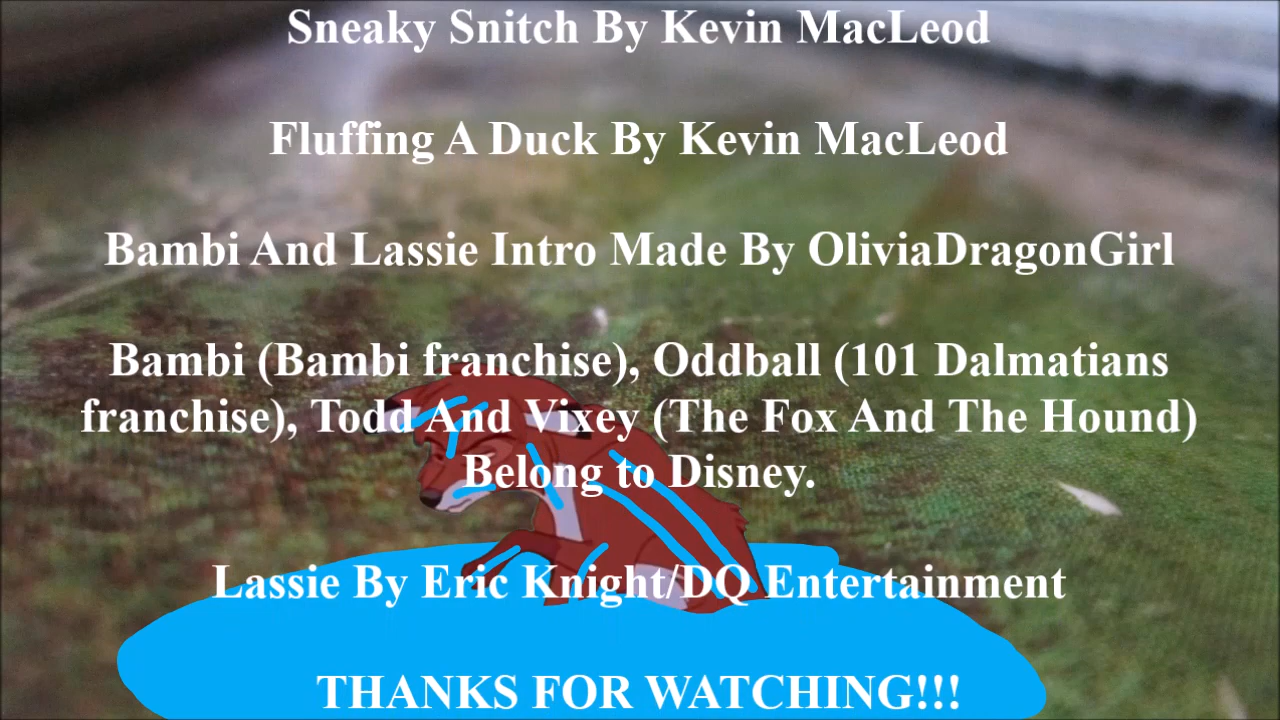 Sneaky Snitch By Kevin MacLeod
Fluffing A Duck By Kevin MacLeod
Bambi And Lassie Intro Made By OliviaDragonGirl
Bambi (Bambi franchise), Oddball (101 Dalmatians
franchise), Todd And Vixey (The Fox And The Hound)
Belong to Disney.
Lassie By Eric Knight/DQ Entertainment
THANKS FOR WATCHING!!!